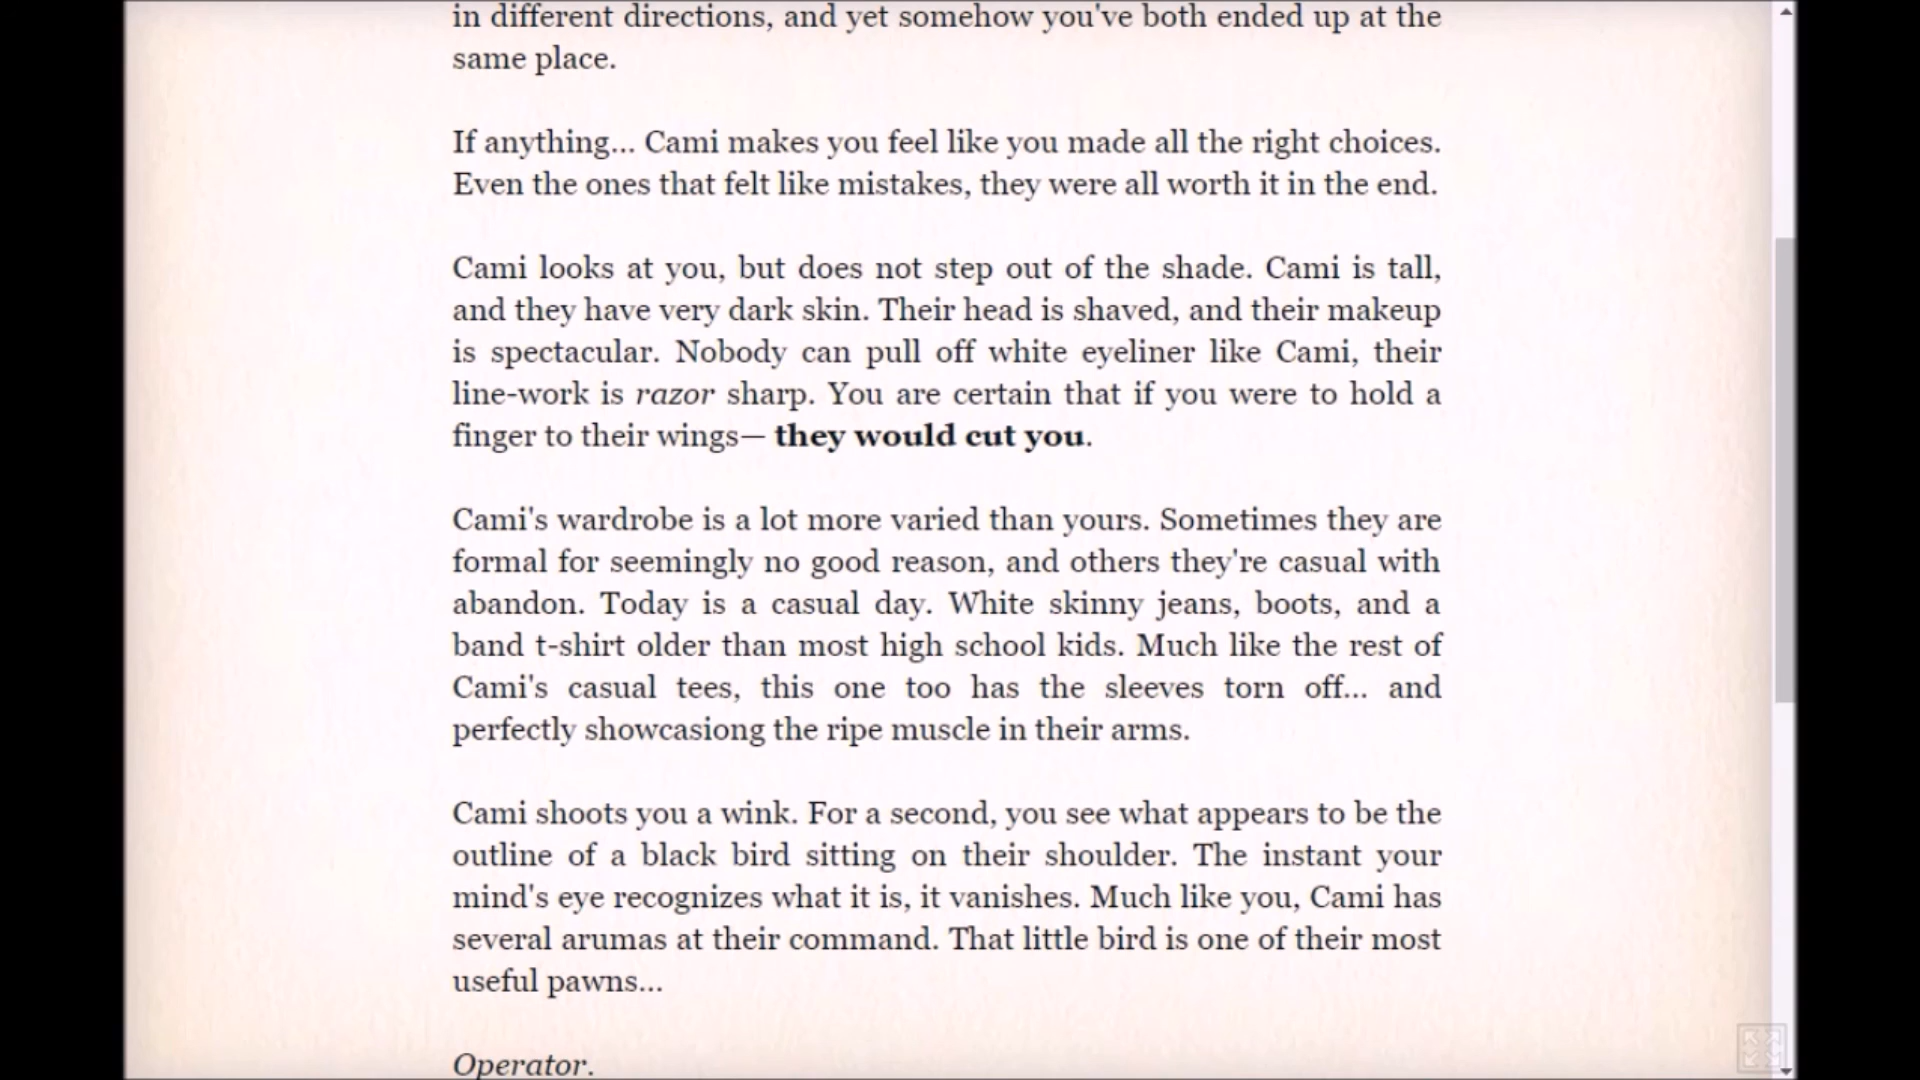 in different directions, and yet somehow you've both ended up at the
same place.
If anything... Cami makes you feel like you made all the right choices.
Even the ones that felt like mistakes, they were all worth it in the end.
Cami looks at you, but does not step out of the shade. Cami is tall,
and they have very dark skin. Their head is shaved, and their makeup
is spectacular. Nobody can pull off white eyeliner like Cami, their
line-work is razor sharp. You are certain that if you were to hold a
finger to their wings— they would cut you.
Cami's wardrobe is a lot more varied than yours. Sometimes they are
formal for seemingly no good reason, and others they're casual with
abandon. Today is a casual day. White skinny jeans, boots, and a
band t-shirt older than most high school kids. Much like the rest of
Cami's casual tees, this one too has the sleeves torn off... and
perfectly showcasiong the ripe muscle in their arms.
Cami shoots you a wink. For a second, you see what appears to be the
outline of a black bird sitting on their shoulder. The instant your
mind's eye recognizes what it is, it vanishes. Much like you, Cami has
several arumas at their command. That little bird is one of their most
useful pawns...
Operator.